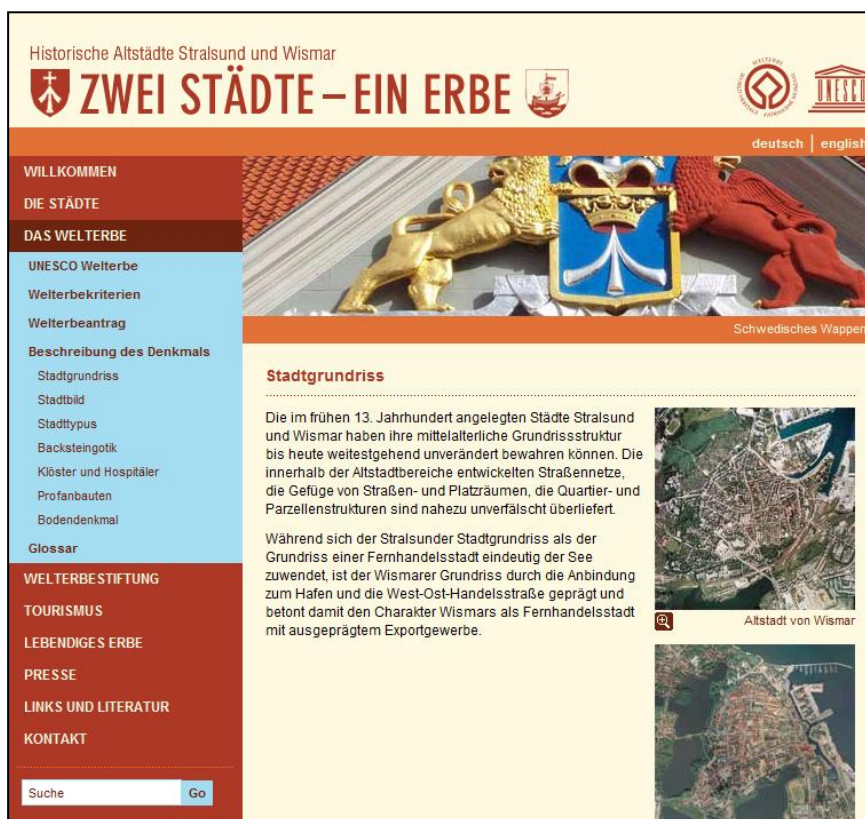 Historische Altstädte Stralsund und Wismar
ZWEI STÄDTE – EIN ERBE
UNESCO
deutsch | english
WILLKOMMEN
DIE STÄDTE
DAS WELTERBE
UNESCO Welterbe
Welterbekriterien
Welterbeantrag
Beschreibung des Denkmals
Stadtgrundriss
Stadtbild
Stadttypus
Backsteingotik
Klöster und Hospitäler
Profanbauten
Bodendenkmal
Glossar
WELTERBESTIFTUNG
TOURISMUS
LEBENDIGES ERBE
PRESSE
LINKS UND LITERATUR
KONTAKT
Suche Go
Schwedisches Wappen
Stadtgrundriss
Die im frühen 13. Jahrhundert angelegten Städte Stralsund
und Wismar haben ihre mittelalterliche Grundrissstruktur
bis heute weitestgehend unverändert bewahren können. Die
innerhalb der Altstadtbereiche entwickelten Straßennetze,
die Gefüge von Straßen- und Platzräumen, die Quartier- und
Parzellenstrukturen sind nahezu unverfälscht überliefert.
Während sich der Stralsunder Stadtgrundriss als der
Grundriss einer Fernhandelsstadt eindeutig der See
zuwendet, ist der Wismarer Grundriss durch die Anbindung
zum Hafen und die West-Ost-Handelsstraße geprägt und
betont damit den Charakter Wismars als Fernhandelsstadt
mit ausgeprägtem Exportgewerbe.
Altstadt von Wismar